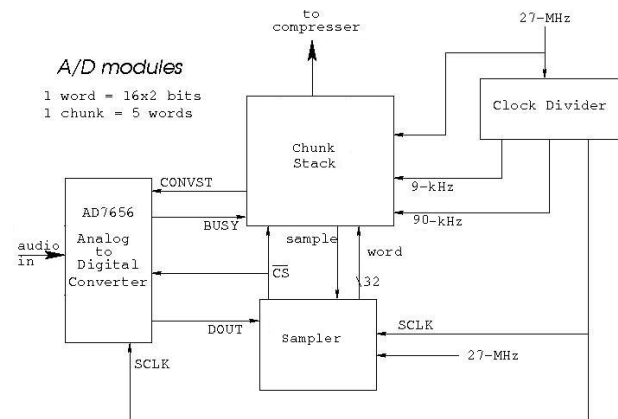 to
compresser
27-MHz
A/D modules
1 word = 16x2 bits
1 chunk = 5 words
Clock Divider
Chunk
Stack
CONVST
9-kHz
AD7656
BUSY
90-kHz
audio
in
Analog
to
Digital
Converter
sample
word
CS
32
DOUT
SCLK
Sampler
SCLK
27-MHz